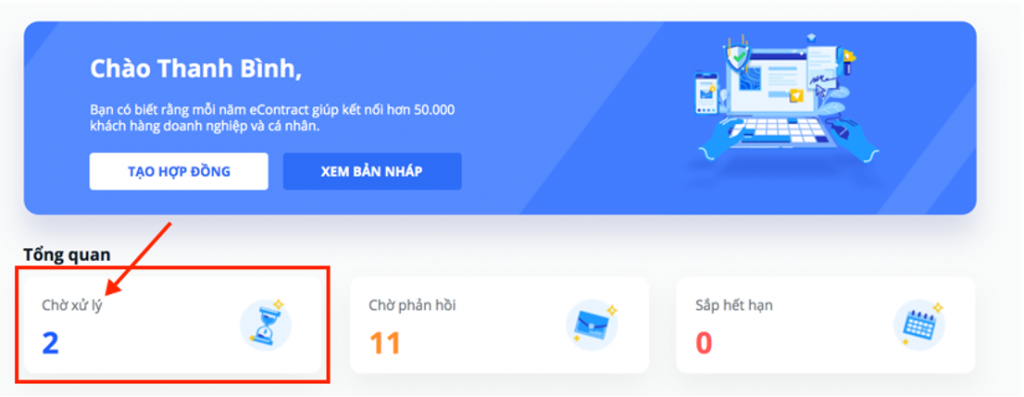 Chào Thanh Bình,
Bạn có biết rằng mỗi năm eContract giúp kết nối hơn 50.000
khách hàng doanh nghiệp và cá nhân.
TẠO HỢP ĐỒNG
XEM BẢN NHÁP
Tổng quan
Chờ xử lý
2
Chờ phản hồi
11
Sắp hết hạn
0